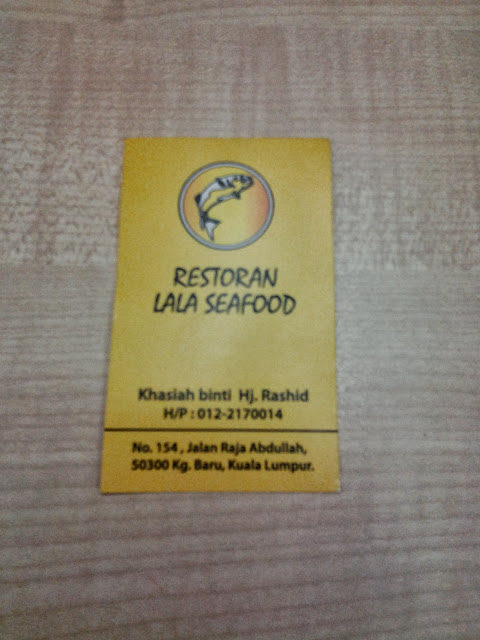 RESTORAN
LALA SEAFOOD
Khasiah binti Hj. Rashid
H/P : 012-2170014
No. 154 , Jalan Raja Abdullah,
50300 Kg. Baru, Kuala Lumpur.